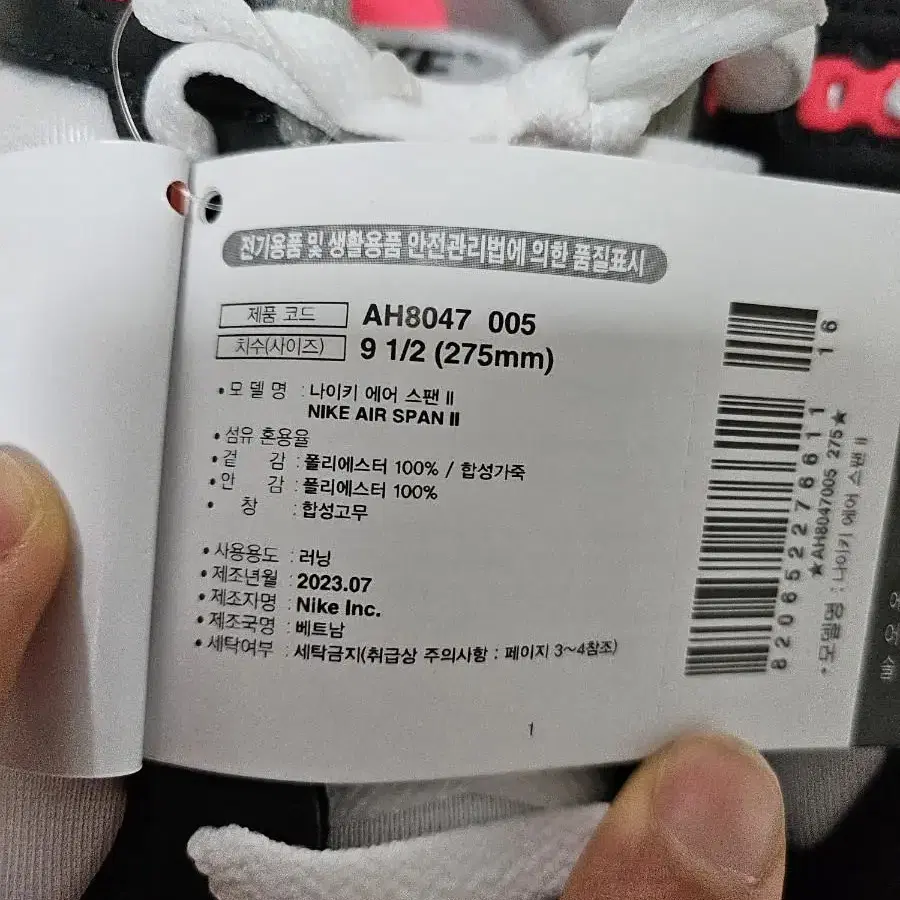 전기용품 및 생활용품 안전관리법에 의한 품질표시
제품 코드 AH8047 005
치수(사이즈) 9 1/2 (275mm)
• 모 델 명 : 나이키 에어 스팬 II
NIKE AIR SPAN II
• 섬유 혼용율
• 겉 감 : 폴리에스터 100% / 합성가죽
• 안 감 : 폴리에스터 100%
• 창 : 합성고무
• 사용용도 : 러닝
• 제조년월 : 2023.07
• 제조자명 : Nike Inc.
• 제조국명 : 베트남
• 세탁여부 : 세탁금지(취급상 주의사항 : 페이지 3~4참조)
1
16
820652276611
★AH8047005 275★
• 모델명 : 나이키 에어 스팬 II